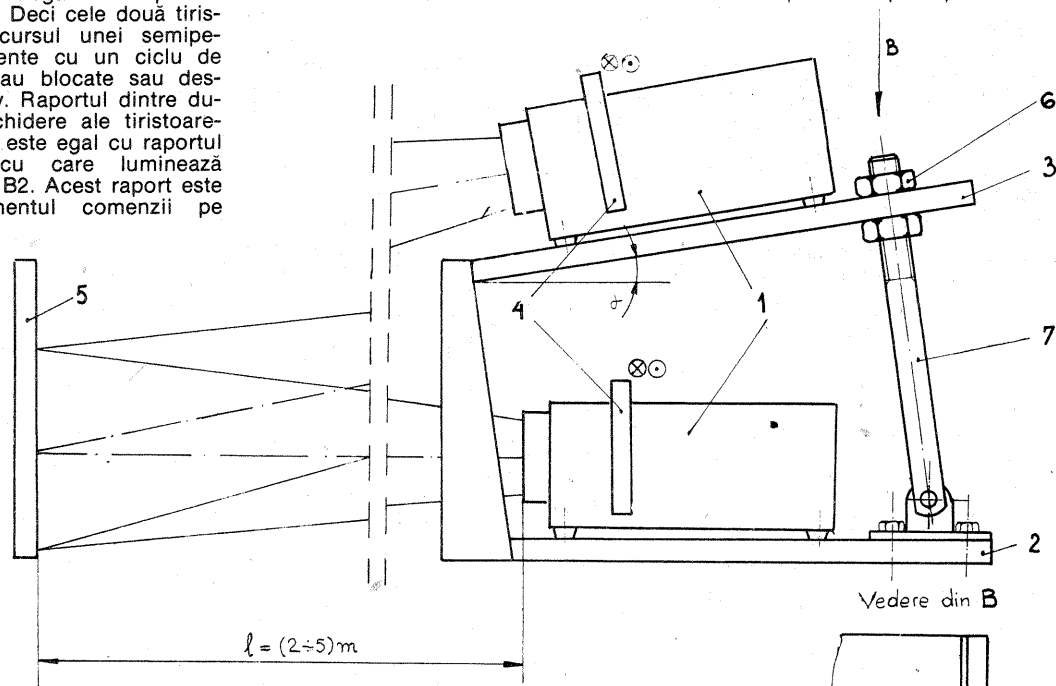 . Deci cele două tiris-
cursul unei semipe-
ente cu un ciclu de
au blocate sau des-
v. Raportul dintre du-
chidere ale tiristoare-
este egal cu raportul
cu care luminează
B2. Acest raport este
mentul comenzii pe
B
6
3
5
4
1
α
7
2
Vedere din B
l = (2÷5)m